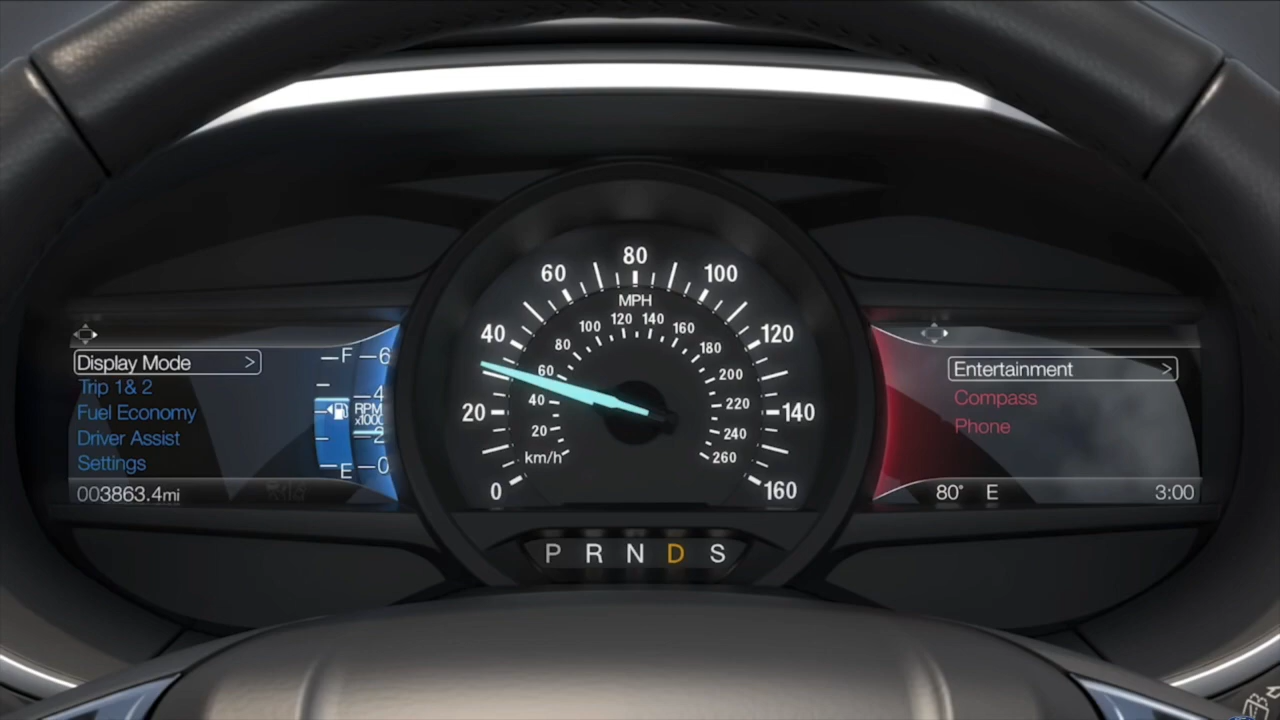 Display Mode >
Trip 1& 2
Fuel Economy
Driver Assist
Settings
003863.4mi
F
E
6
4
RPM
x1000
2
0
0
20
40
60
80
100
120
140
160
MPH
20
40
60
80
100
120
140
160
180
200
220
240
260
km/h
P R N D S
Entertainment >
Compass
Phone
80° E 3:00